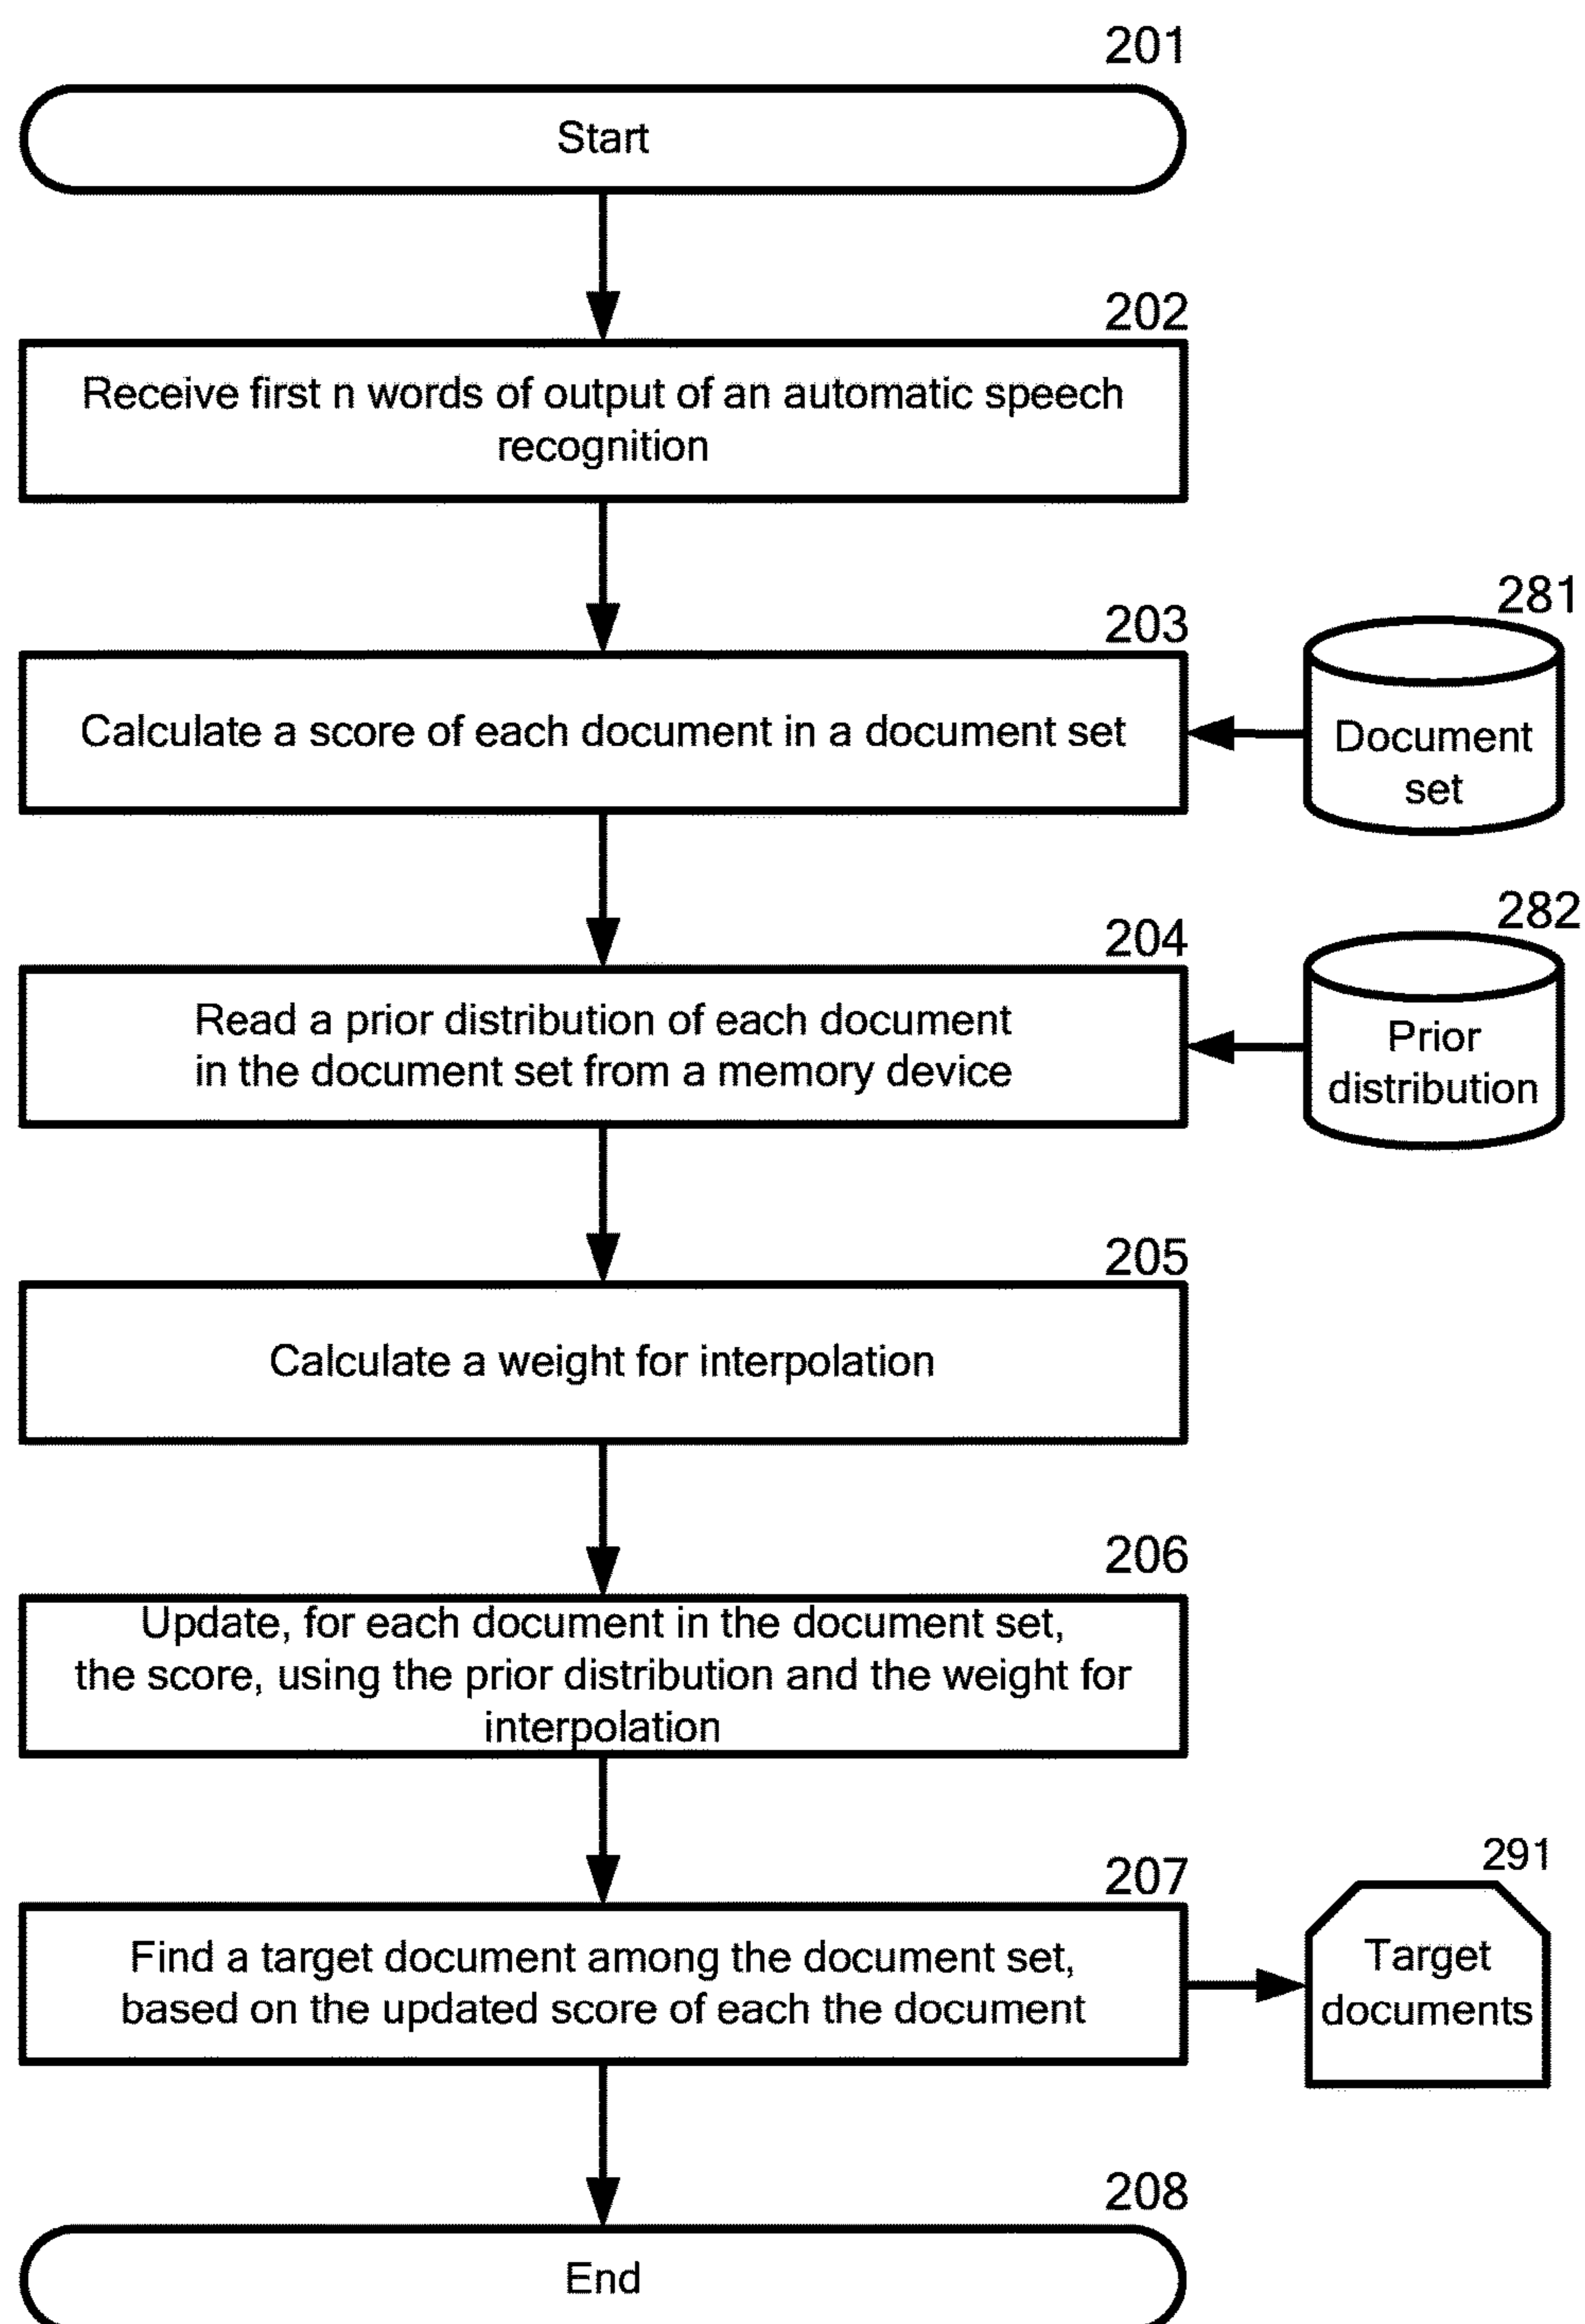 201
Start
202
Receive first n words of output of an automatic speech
recognition
203
Calculate a score of each document in a document set
281
Document
set
204
Read a prior distribution of each document
in the document set from a memory device
282
Prior
distribution
205
Calculate a weight for interpolation
206
Update, for each document in the document set,
the score, using the prior distribution and the weight for
interpolation
207
Find a target document among the document set,
based on the updated score of each the document
291
Target
documents
208
End